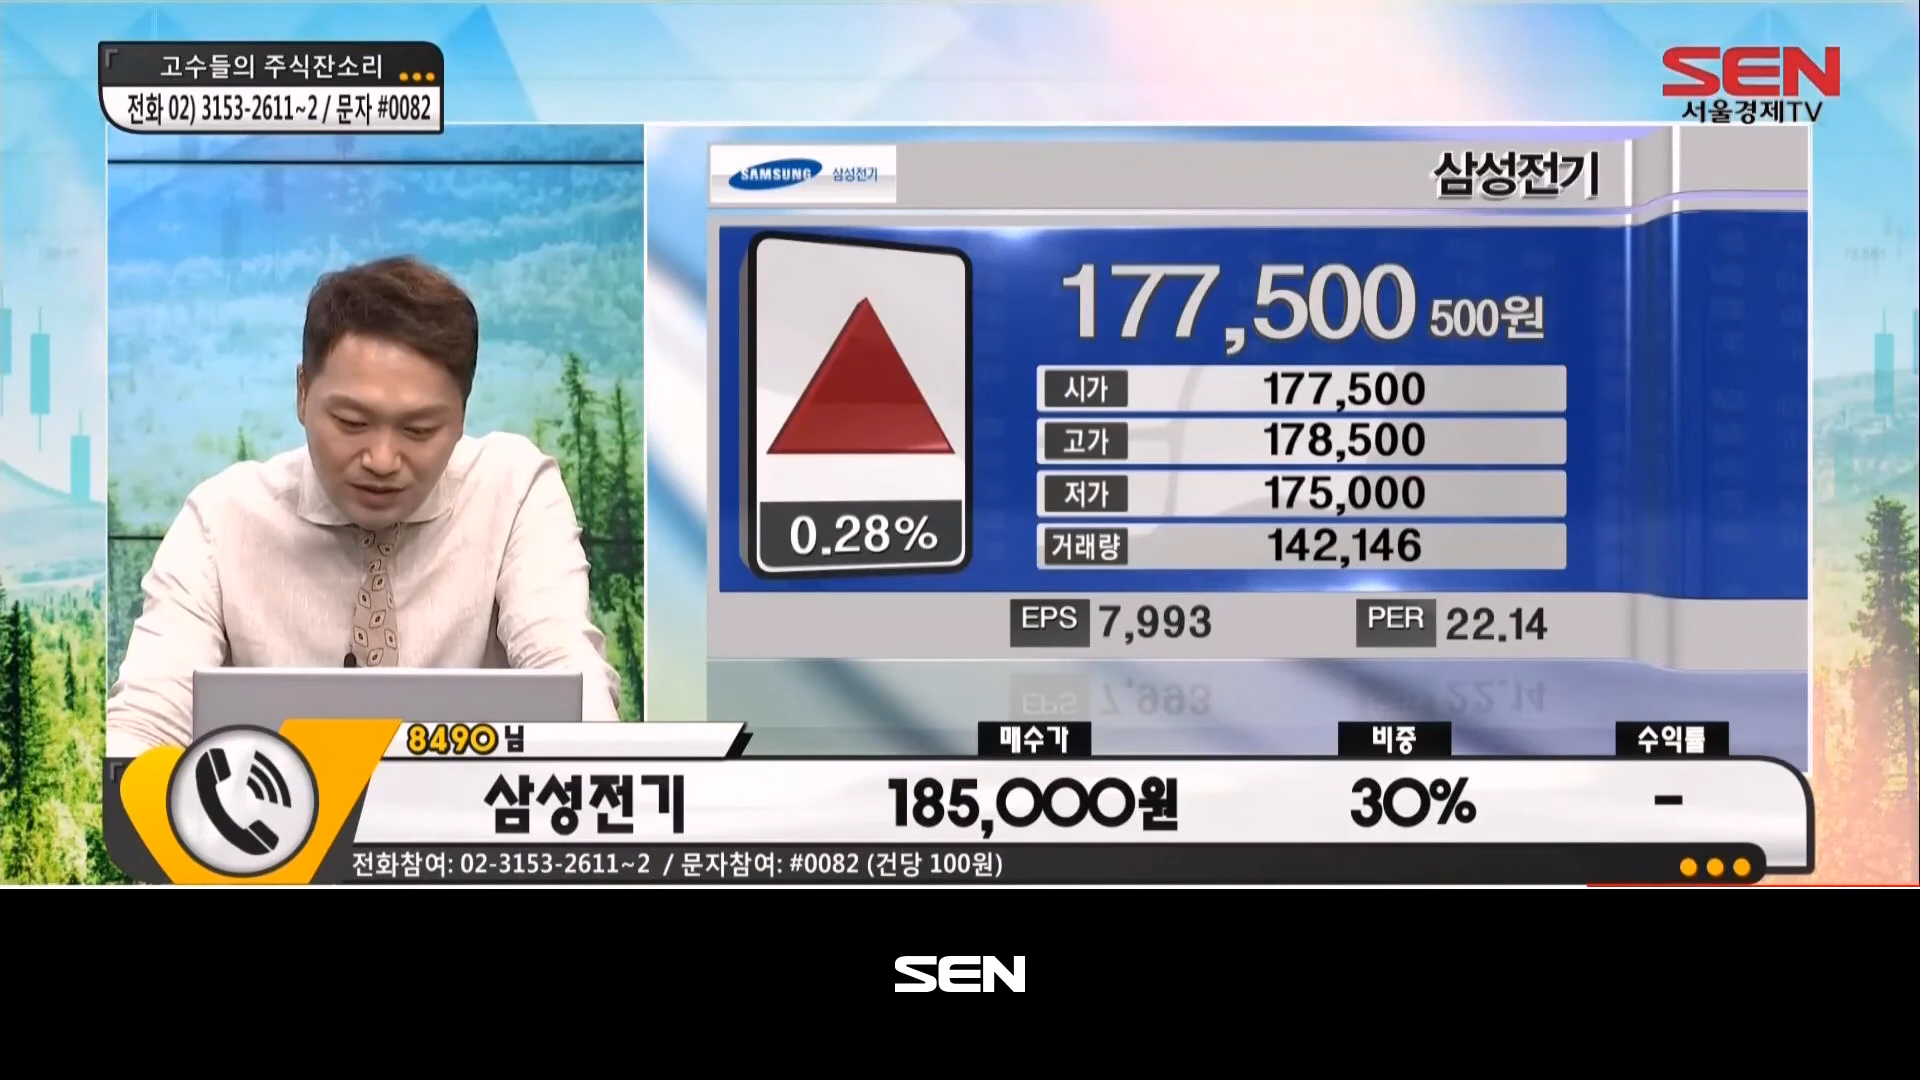 고수들의 주식잔소리
전화 02) 3153-2611~2 / 문자 #0082
SEN
서울경제TV
SAMSUNG 삼성전기
삼성전기
177,500 500원
0.28%
시가 177,500
고가 178,500
저가 175,000
거래량 142,146
EPS 7,993 PER 22.14
8490님
매수가 비중 수익률
삼성전기 185,000원 30% -
전화참여: 02-3153-2611~2 / 문자참여: #0082 (건당 100원)
SEN